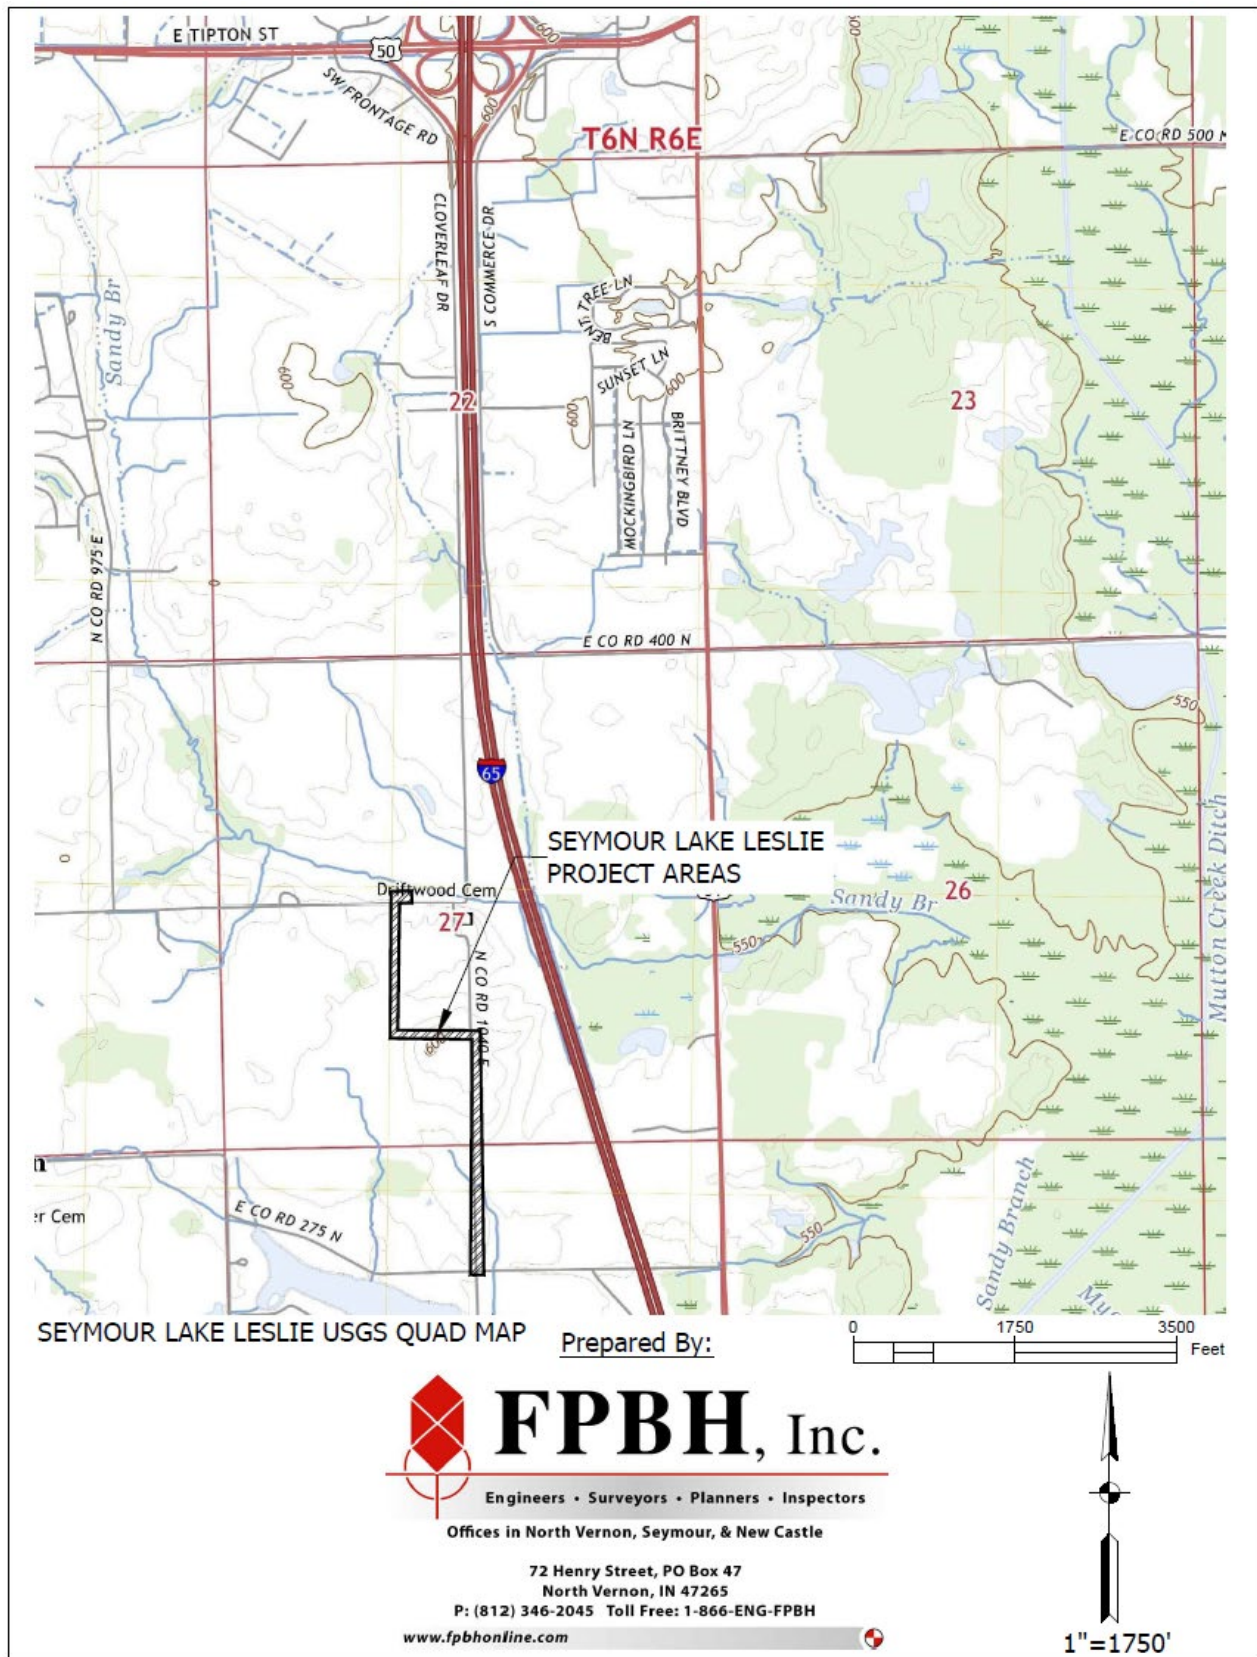 E TIPTON ST
50
600
SW FRONTAGE RD
600
600
T6N R6E
E CO RD 500 N
CLOVERLEAF DR
S COMMERCE DR
Sandy Br
BENT TREE LN
SUNSET LN
600
600
600
22
23
MOCKINGBIRD LN
BRITTNEY BLVD
N CO RD 975 E
E CO RD 400 N
550
65
Mutton Creek Ditch
SEYMOUR LAKE LESLIE
PROJECT AREAS
Driftwood Cem
27
26
Sandy Br
550
N CO RD 1040 E
600
n
er Cem
E CO RD 275 N
550
Sandy Branch
SEYMOUR LAKE LESLIE USGS QUAD MAP
Prepared By:
0 1750 3500
Feet
FPBH, Inc.
Engineers • Surveyors • Planners • Inspectors
Offices in North Vernon, Seymour, & New Castle
72 Henry Street, PO Box 47
North Vernon, IN 47265
P: (812) 346-2045 Toll Free: 1-866-ENG-FPBH
www.fpbhonline.com
1"=1750'